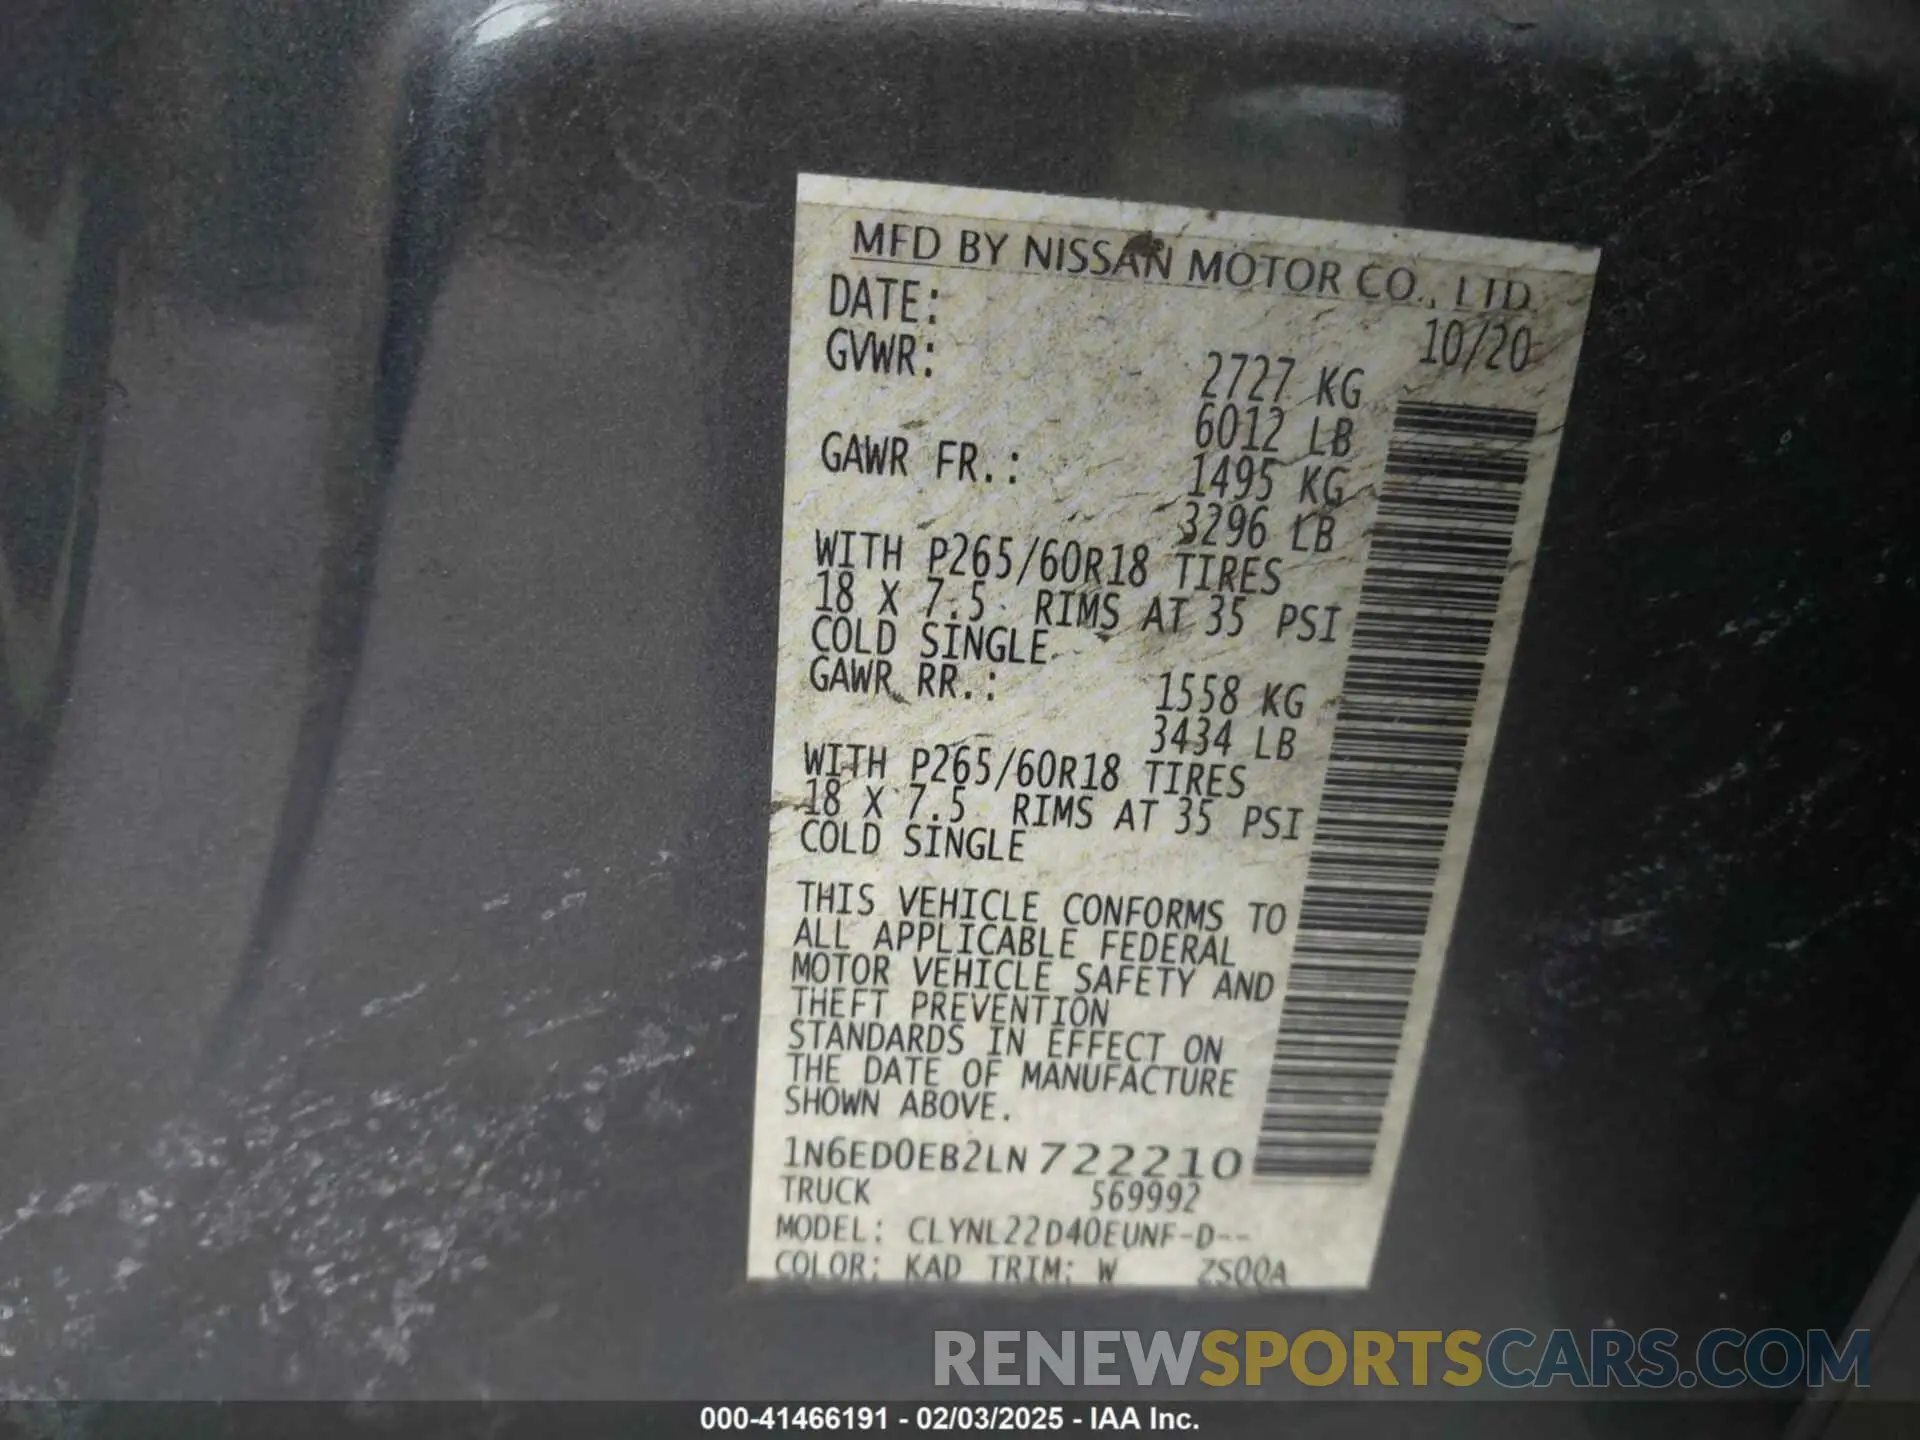 MFD BY NISSAN MOTOR CO., LTD.
DATE: 10/20
GVWR: 2727 KG
6012 LB
GAWR FR.: 1495 KG
3296 LB
WITH P265/60R18 TIRES
18 X 7.5 RIMS AT 35 PSI
COLD SINGLE
GAWR RR.: 1558 KG
3434 LB
WITH P265/60R18 TIRES
18 X 7.5 RIMS AT 35 PSI
COLD SINGLE
THIS VEHICLE CONFORMS TO
ALL APPLICABLE FEDERAL
MOTOR VEHICLE SAFETY AND
THEFT PREVENTION
STANDARDS IN EFFECT ON
THE DATE OF MANUFACTURE
SHOWN ABOVE.
1N6ED0EB2LN722210
TRUCK 569992
MODEL: CLYNL22D40EUNF-D--
COLOR: KAD TRIM: W ZS00A
RENEWSPORTSCARS.COM
000-41466191 - 02/03/2025 - IAA Inc.